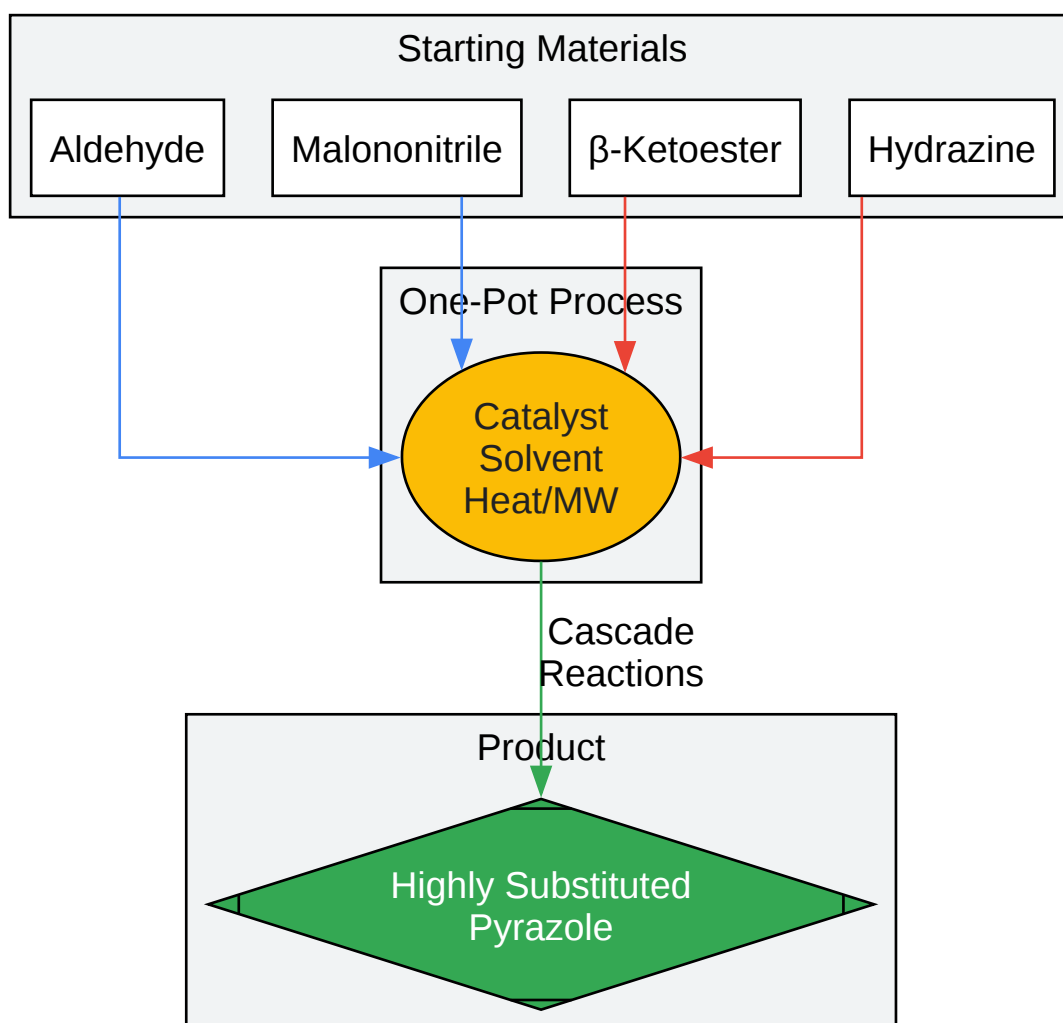 Starting Materials
Aldehyde
Malononitrile
β-Ketoester
Hydrazine
One-Pot Process
Catalyst
Solvent
Heat/MW
Cascade
Reactions
Product
Highly Substituted
Pyrazole